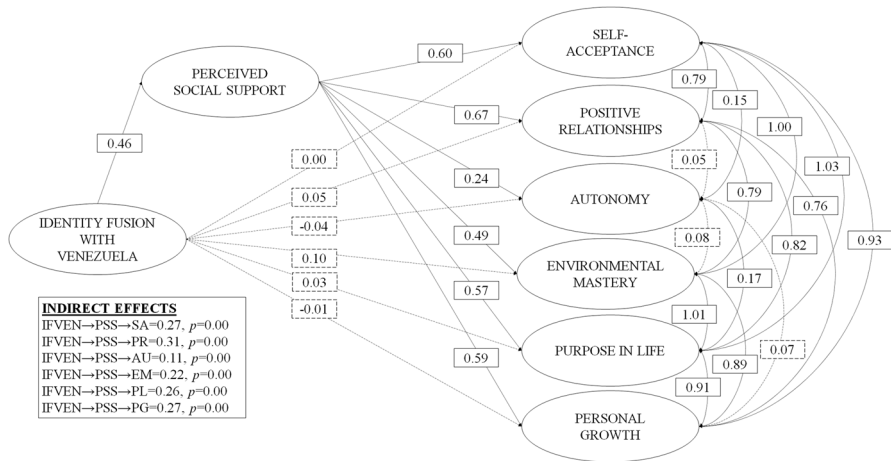 SELF-
ACCEPTANCE
PERCEIVED
SOCIAL SUPPORT
POSITIVE
RELATIONSHIPS
AUTONOMY
IDENTITY FUSION
WITH
VENEZUELA
ENVIRONMENTAL
MASTERY
PURPOSE IN LIFE
PERSONAL
GROWTH
0.46
0.60
0.67
0.24
0.49
0.57
0.59
0.00
0.05
-0.04
0.10
0.03
-0.01
0.79
0.15
1.00
1.03
0.93
0.05
0.79
0.82
0.76
0.08
0.17
0.07
1.01
0.89
0.91
INDIRECT EFFECTS
IFVEN→PSS→SA=0.27, p=0.00
IFVEN→PSS→PR=0.31, p=0.00
IFVEN→PSS→AU=0.11, p=0.00
IFVEN→PSS→EM=0.22, p=0.00
IFVEN→PSS→PL=0.26, p=0.00
IFVEN→PSS→PG=0.27, p=0.00